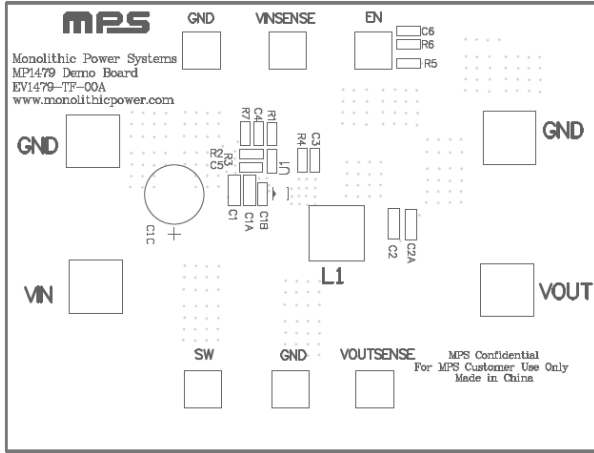 mps
GND VINSENSE EN
C6
R6
R5
Monolithic Power Systems
MP1479 Demo Board
EV1479-TF-00A
www.monolithicpower.com
GND
GND
R7 C4 R1
R2
R3
C5
U1
R4 C3
C1 C1A C1B
C1C
+
L1
C2 C2A
VIN
VOUT
SW GND VOUTSENSE
MPS Confidential
For MPS Customer Use Only
Made in China